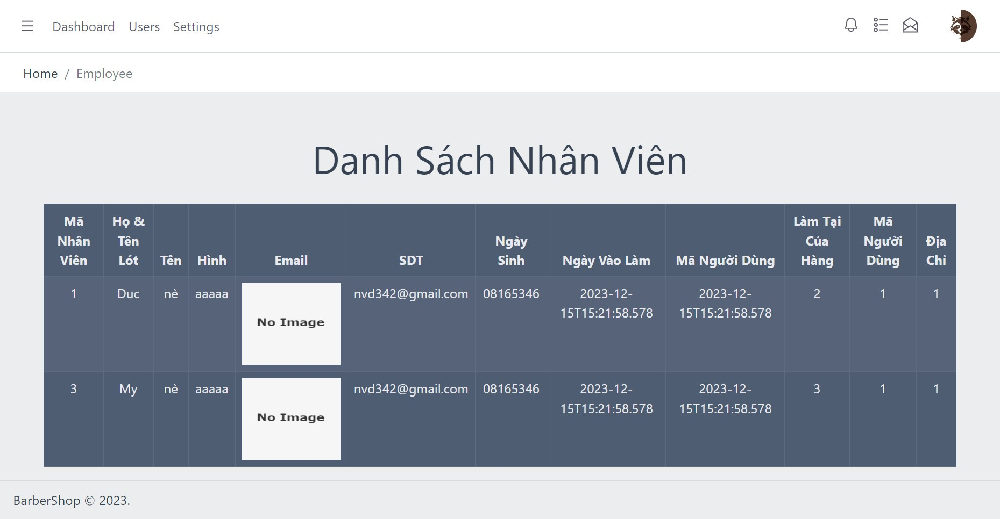 Dashboard Users Settings
Home / Employee
Danh Sách Nhân Viên
Mã Nhân Viên Họ & Tên Lót Tên Hình Email SDT Ngày Sinh Ngày Vào Làm Mã Người Dùng Làm Tại Của Hàng Mã Người Dùng Địa Chỉ
1 Duc nè aaaaa No Image nvd342@gmail.com 08165346 2023-12-15T15:21:58.578 2023-12-15T15:21:58.578 2 1 1
3 My nè aaaaa No Image nvd342@gmail.com 08165346 2023-12-15T15:21:58.578 2023-12-15T15:21:58.578 3 1 1
BarberShop © 2023.